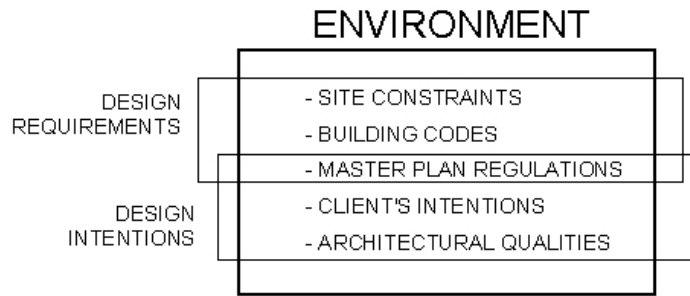 ENVIRONMENT
DESIGN
REQUIREMENTS
- SITE CONSTRAINTS
- BUILDING CODES
- MASTER PLAN REGULATIONS
DESIGN
INTENTIONS
- CLIENT'S INTENTIONS
- ARCHITECTURAL QUALITIES